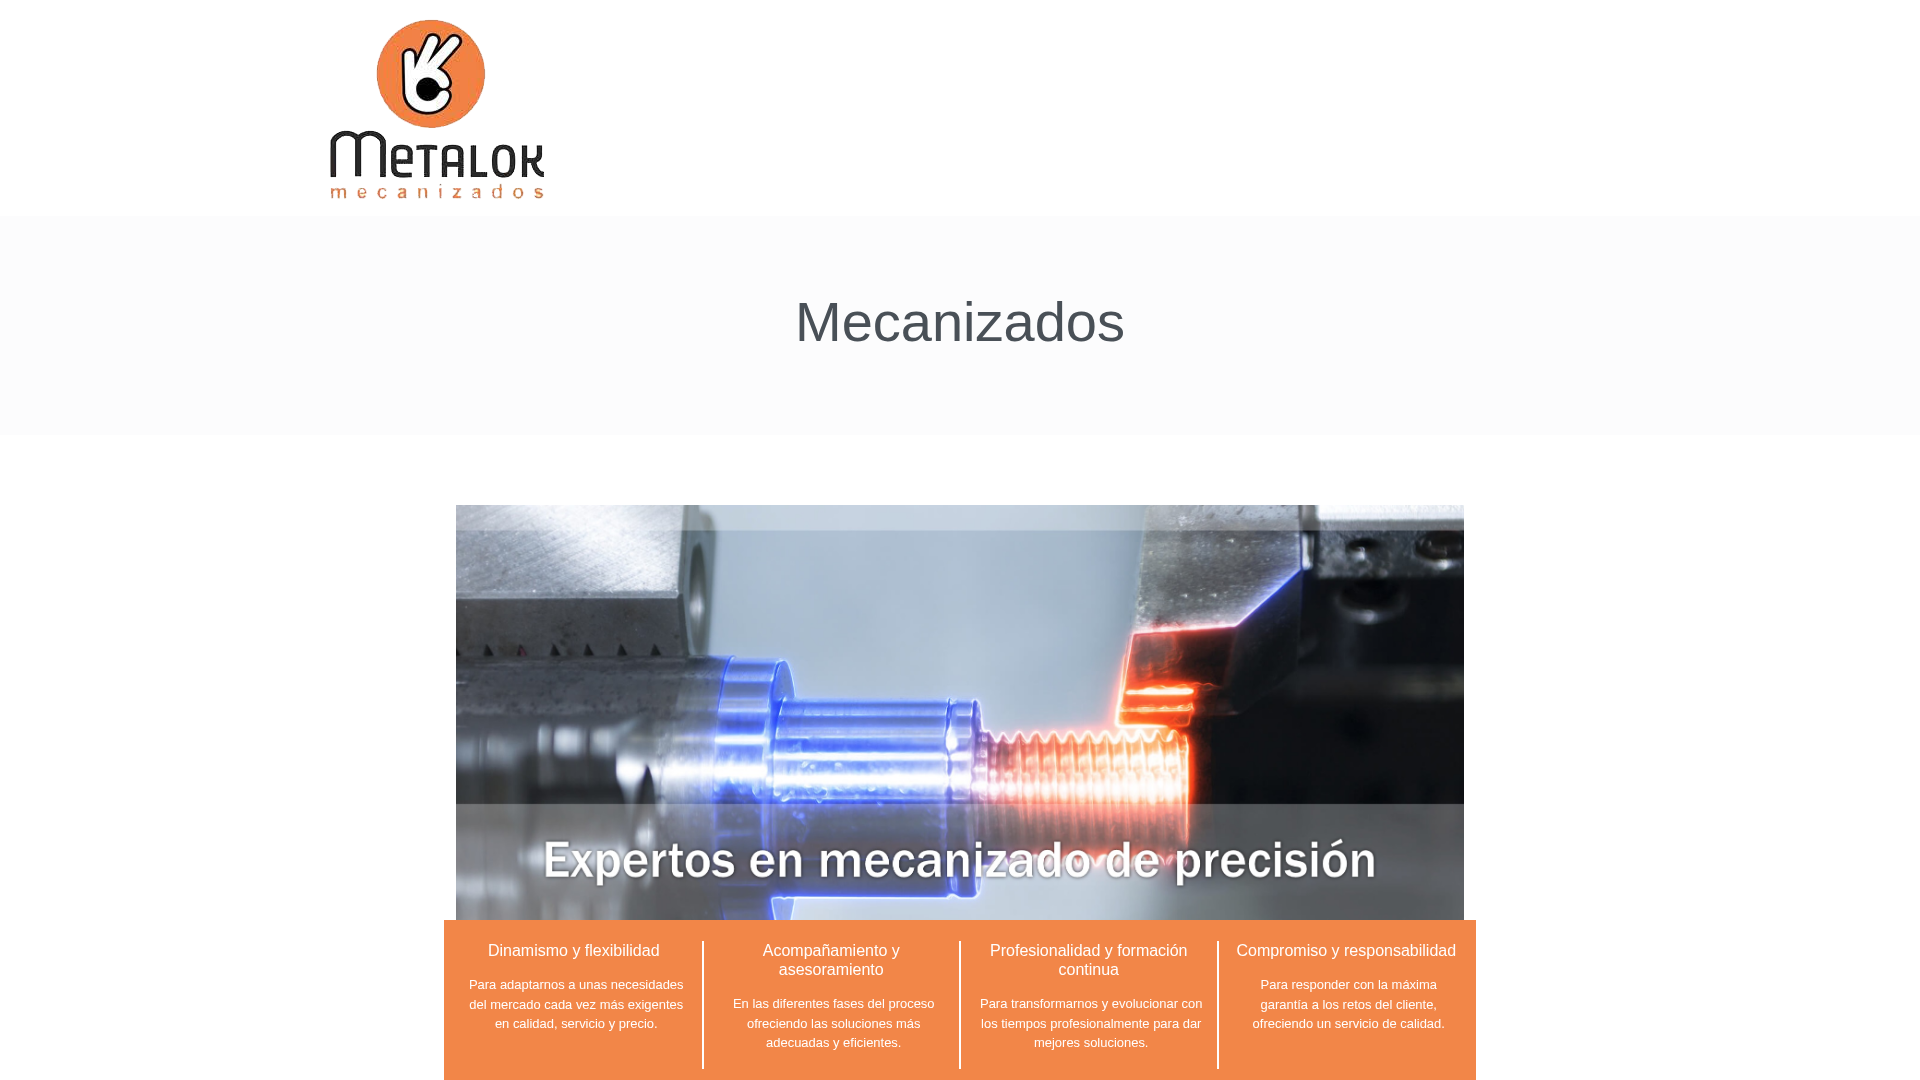 Metalok
mecanizados
Mecanizados
Expertos en mecanizado de precisión
Dinamismo y flexibilidad
Para adaptarnos a unas necesidades
del mercado cada vez más exigentes
en calidad, servicio y precio.
Acompañamiento y
asesoramiento
En las diferentes fases del proceso
ofreciendo las soluciones más
adecuadas y eficientes.
Profesionalidad y formación
continua
Para transformarnos y evolucionar con
los tiempos profesionalmente para dar
mejores soluciones.
Compromiso y responsabilidad
Para responder con la máxima
garantía a los retos del cliente,
ofreciendo un servicio de calidad.